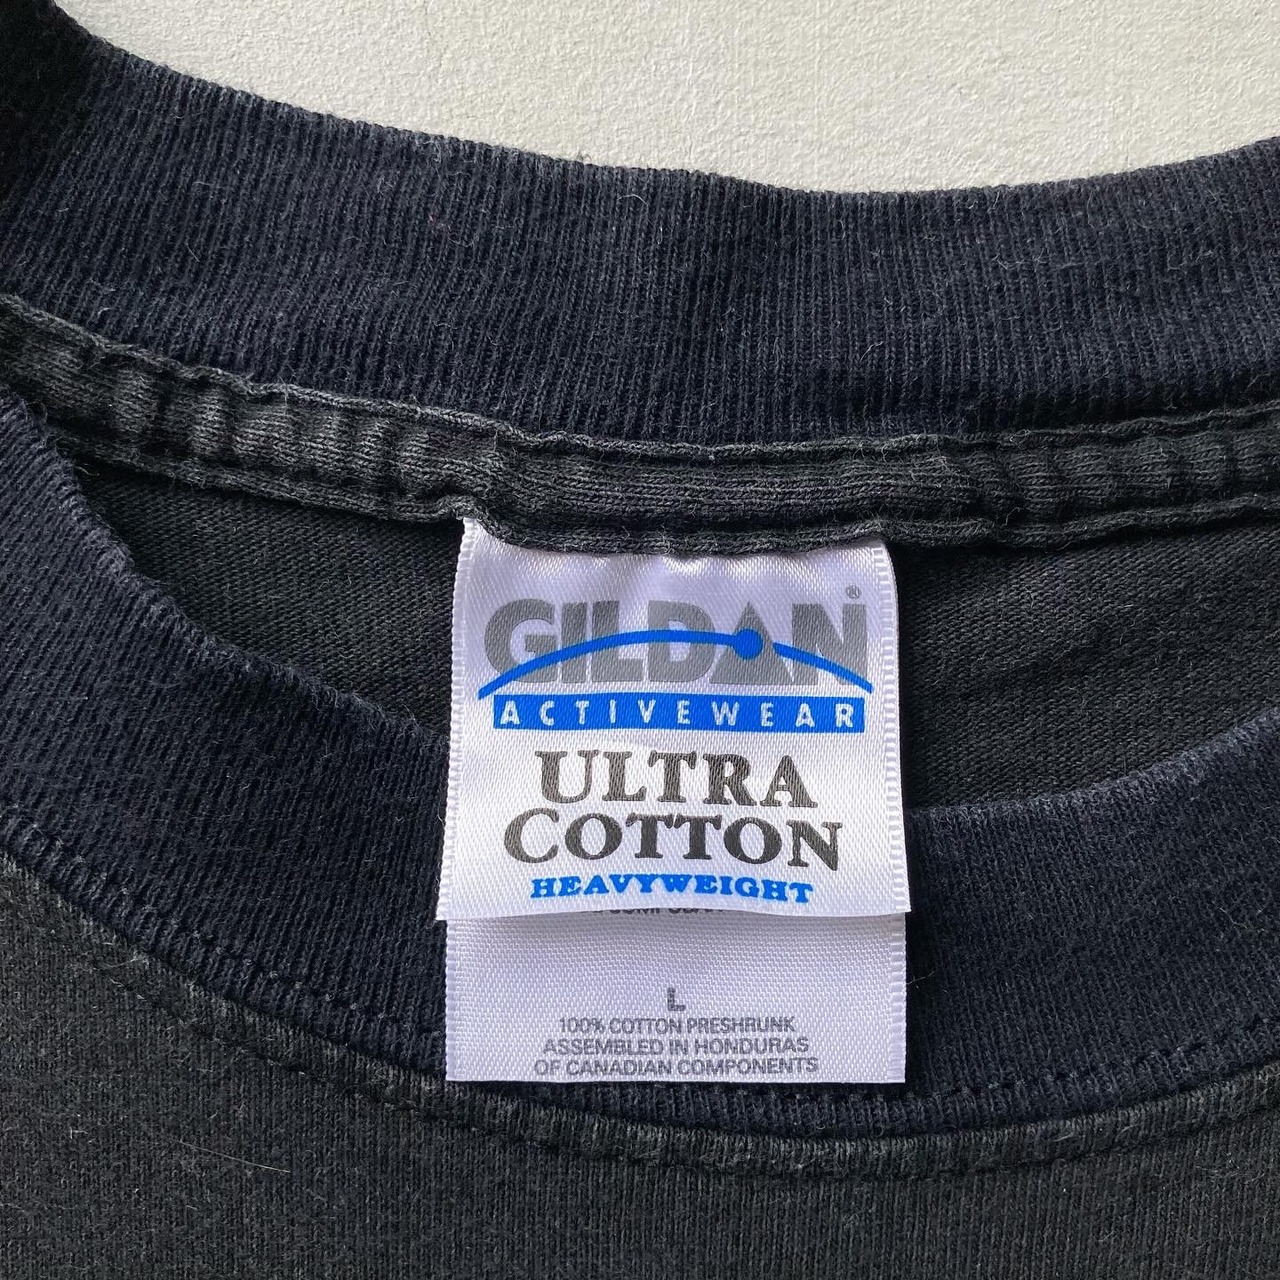 GILDAN®
ACTIVEWEAR
ULTRA
COTTON
HEAVYWEIGHT
L
100% COTTON PRESHRUNK
ASSEMBLED IN HONDURAS
OF CANADIAN COMPONENTS